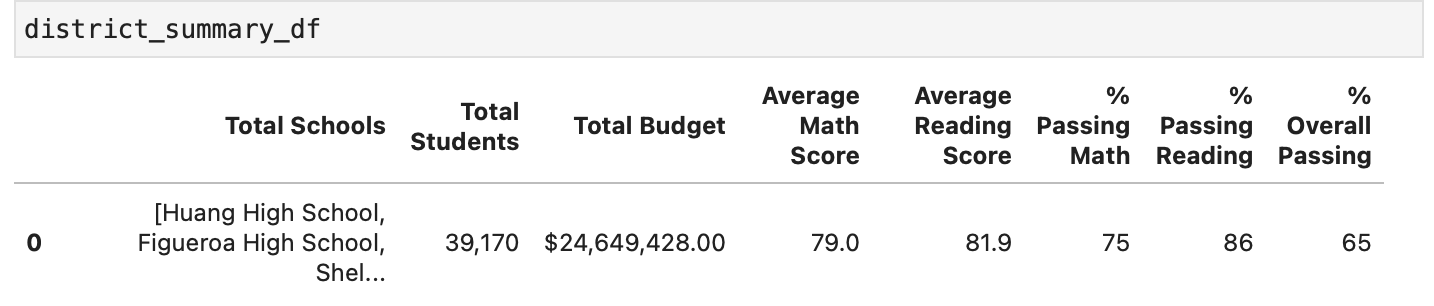 district_summary_df
Total Schools Total Students Total Budget Average Math Score Average Reading Score % Passing Math % Passing Reading % Overall Passing
0 [Huang High School, Figueroa High School, Shel... 39,170 $24,649,428.00 79.0 81.9 75 86 65